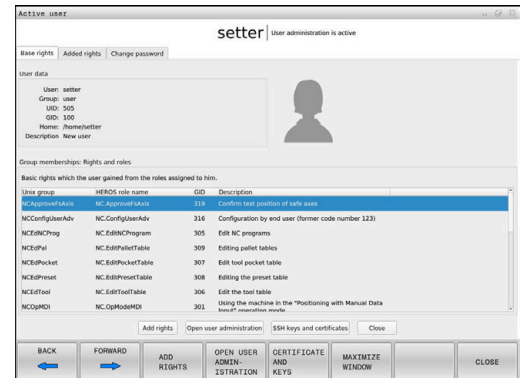 Active user
setter User administration is active
Base rights Added rights Change password
User data
User: setter
Group: user
UID: 505
GID: 100
Home: /home/setter
Description New user
Group memberships: Rights and roles
Basic rights which the user gained from the roles assigned to him.
Unix group HEROS role name GID Description
NCApproveFsAxis NC.ApproveFsAxis 319 Confirm test position of safe axes
NCConfigUserAdv NC.ConfigUserAdv 316 Configuration by end user (former code number 123)
NCEdNCProg NC.EditNCProgram 305 Edit NC programs
NCEdPal NC.EditPalletTable 309 Editing pallet tables
NCEdPocket NC.EditPocketTable 307 Edit tool pocket table
NCEdPreset NC.EditPresetTable 308 Editing the preset table
NCEdTool NC.EditToolTable 306 Edit the tool table
NCOpMDI NC.OpModeMDI 301 Using the machine in the "Positioning with Manual Data
Input" operating mode
Add rights Open user administration SSH keys and certificates Close
BACK FORWARD ADD RIGHTS OPEN USER ADMIN- ISTRATION CERTIFICATE AND KEYS MAXIMIZE WINDOW CLOSE